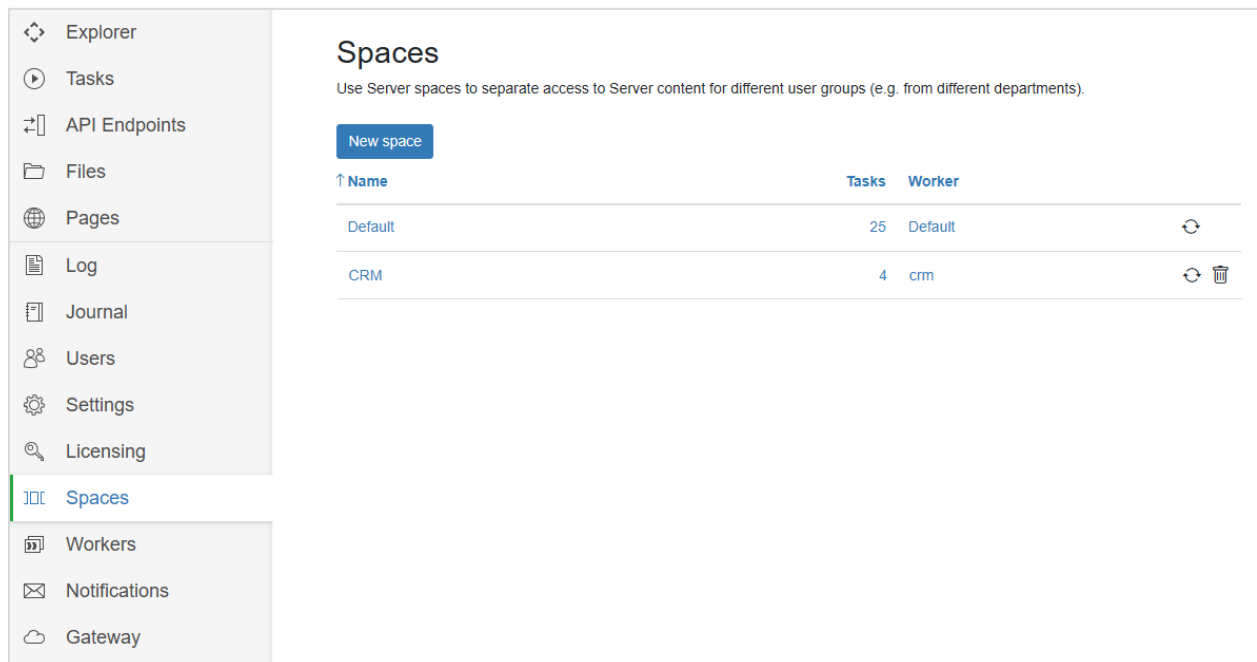 Explorer
Tasks
API Endpoints
Files
Pages
Log
Journal
Users
Settings
Licensing
Spaces
Workers
Notifications
Gateway
Spaces
Use Server spaces to separate access to Server content for different user groups (e.g. from different departments).
New space
↑ Name Tasks Worker
Default 25 Default
CRM 4 crm